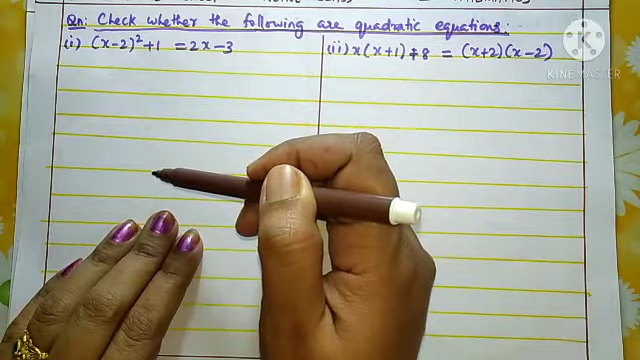 Qn: Check whether the following are quadratic equations:
(i) (x-2)²+1 = 2x-3
(ii) x(x+1)+8 = (x+2)(x-2)
KINEMASTER